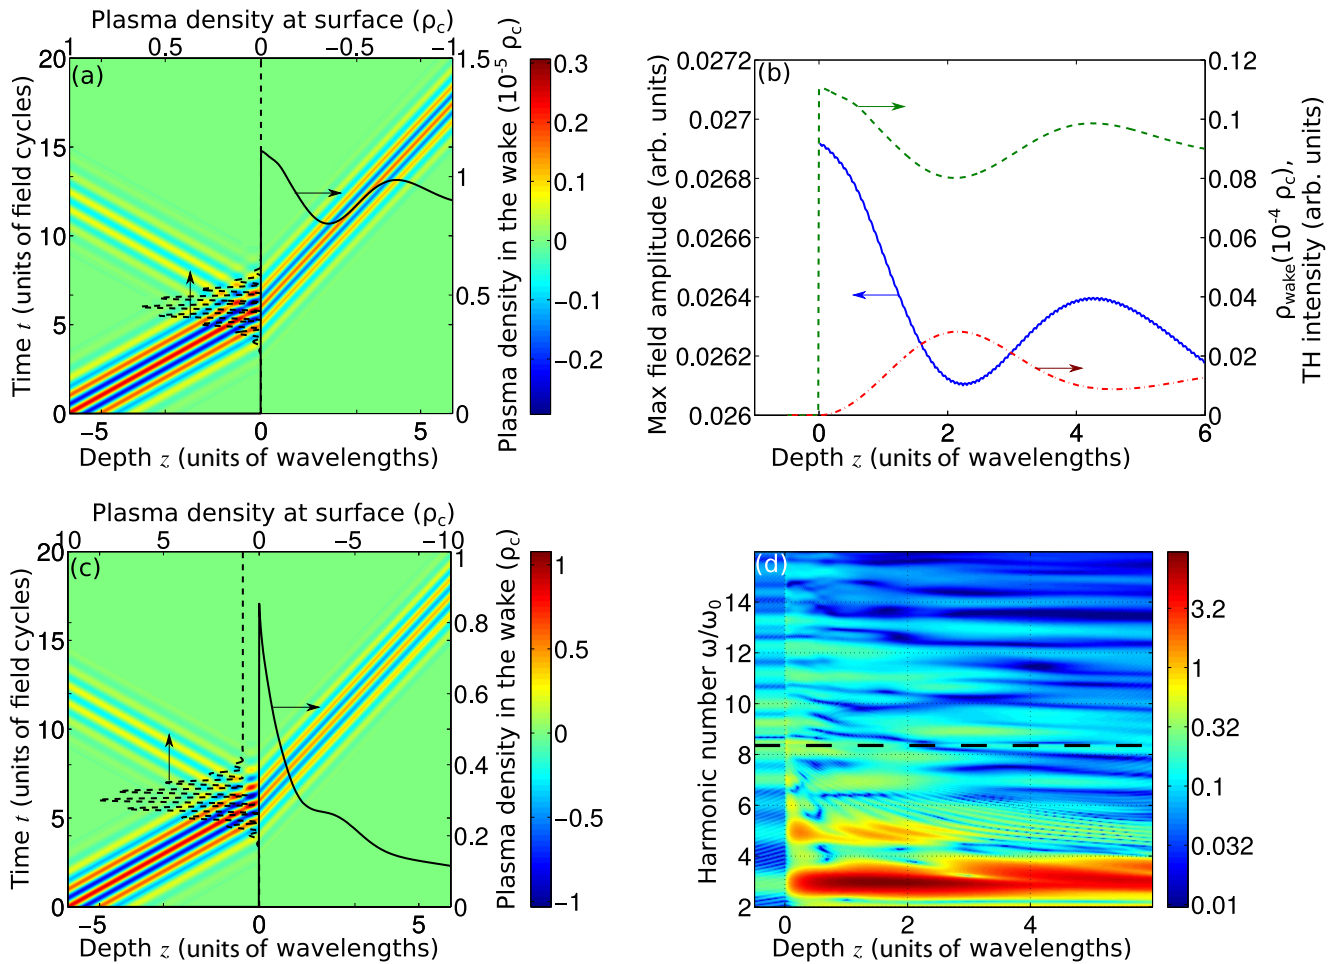 Plasma density at surface (ρc)
1 0.5 0 -0.5 -1
(a)
Time t (units of field cycles)
20
15
10
5
0
1.5
1
0.5
0
Plasma density in the wake (10-5 ρc)
0.3
0.2
0.1
0
−0.1
−0.2
−5 0 5
Depth z (units of wavelengths)
(b)
Max field amplitude (arb. units)
0.0272
0.027
0.0268
0.0266
0.0264
0.0262
0.026
0.12
0.1
0.08
0.06
0.04
0.02
0
ρwake(10-4 ρc),
TH intensity (arb. units)
0 2 4 6
Depth z (units of wavelengths)
Plasma density at surface (ρc)
10 5 0 −5 −10
(c)
Time t (units of field cycles)
20
15
10
5
0
1
0.8
0.6
0.4
0.2
0
Plasma density in the wake (ρc)
1
0.5
0
−0.5
−1
−5 0 5
Depth z (units of wavelengths)
(d)
Harmonic number ω/ω0
14
12
10
8
6
4
2
3.2
1
0.32
0.1
0.032
0.01
0 2 4
Depth z (units of wavelengths)